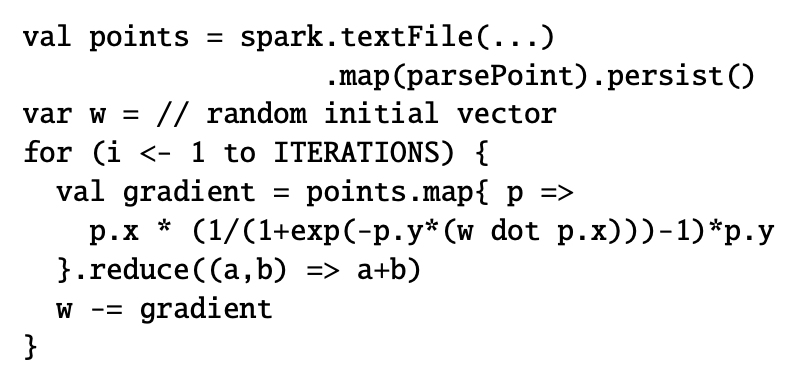 val points = spark.textFile(...)
.map(parsePoint).persist()
var w = // random initial vector
for (i <- 1 to ITERATIONS) {
val gradient = points.map{ p =>
p.x * (1/(1+exp(-p.y*(w dot p.x)))-1)*p.y
}.reduce((a,b) => a+b)
w -= gradient
}